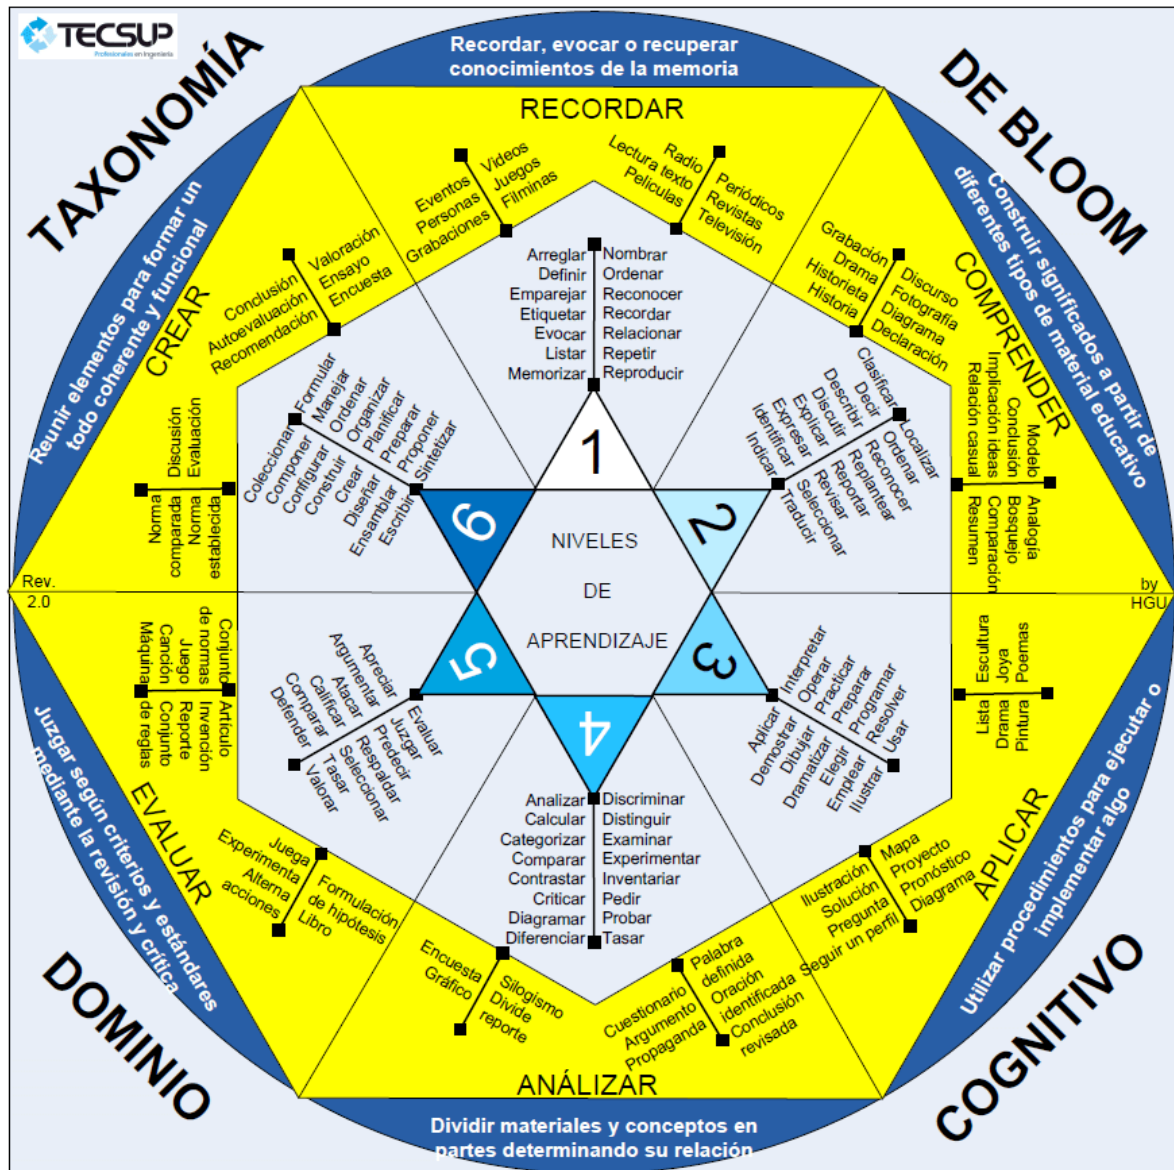 TECSUP
Profesionales en Ingeniería
TAXONOMÍA
DE BLOOM
DOMINIO
COGNITIVO
Recordar, evocar o recuperar
conocimientos de la memoria
RECORDAR
Eventos
Personas
Grabaciones
Videos
Juegos
Filminas
Radio
Lectura texto
Peliculas
Periódicos
Revistas
Televisión
Arreglar
Definir
Emparejar
Etiquetar
Evocar
Listar
Memorizar
Nombrar
Ordenar
Reconocer
Recordar
Relacionar
Repetir
Reproducir
1
Construir significados a partir de
diferentes tipos de material educativo
COMPRENDER
Grabación
Drama
Historieta
Historia
Discurso
Fotografía
Diagrama
Declaración
Modelo
Conclusión
Implicación ideas
Relación casual
Analogía
Bosquejo
Comparación
Resumen
Clasificar
Decir
Describir
Discutir
Explicar
Expresar
Identificar
Indicar
Localizar
Ordenar
Reconocer
Replantear
Reportar
Revisar
Seleccionar
Traducir
2
by
HGU
Utilizar procedimientos para ejecutar o
implementar algo
APLICAR
Escultura
Joya
Poemas
Lista
Drama
Pintura
Mapa
Proyecto
Pronóstico
Diagrama
Ilustración
Solución
Pregunta
Seguir un perfil
Interpretar
Operar
Practicar
Preparar
Programar
Resolver
Usar
Aplicar
Demostrar
Dibujar
Dramatizar
Elegir
Emplear
Ilustrar
3
Dividir materiales y conceptos en
partes determinando su relación
ANÁLIZAR
Palabra
definida
Oración
identificada
Conclusión
revisada
Cuestionario
Argumento
Propaganda
Encuesta
Gráfico
Silogismo
Divide
reporte
Analizar
Calcular
Categorizar
Comparar
Contrastar
Criticar
Diagramar
Diferenciar
Discriminar
Distinguir
Examinar
Experimentar
Inventariar
Pedir
Probar
Tasar
4
Juzgar según criterios y estándares
mediante la revisión y crítica
EVALUAR
Juega
Experimenta
Alterna
acciones
Formulación
de hipótesis
Libro
Conjunto
de normas
Juego
Canción
Máquina
Artículo
Invención
Reporte
Conjunto
de reglas
Apreciar
Argumentar
Atacar
Calificar
Comparar
Defender
Evaluar
Juzgar
Predecir
Respaldar
Seleccionar
Tasar
Valorar
5
Rev.
2.0
Reunir elementos para formar un
todo coherente y funcional
CREAR
Conclusión
Autoevaluación
Recomendación
Valoración
Ensayo
Encuesta
Discusión
Evaluación
Norma
comparada
Norma
establecida
Formular
Manejar
Ordenar
Organizar
Planificar
Preparar
Proponer
Sintetizar
Coleccionar
Componer
Configurar
Construir
Crear
Diseñar
Ensamblar
Escribir
6
NIVELES
DE
APRENDIZAJE